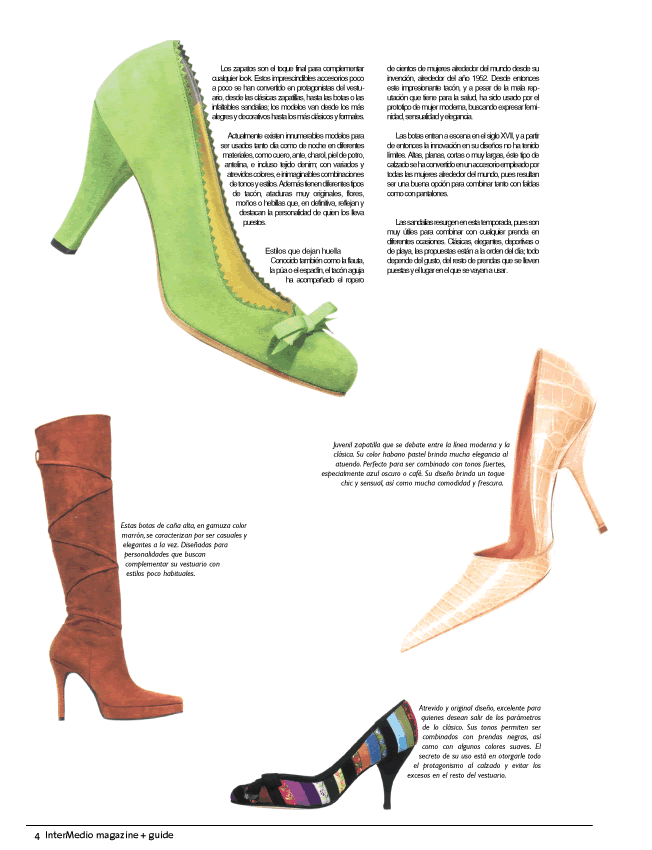 Los zapatos son el toque final para complementar
cualquier look. Estos imprescindibles accesorios poco
a poco se han convertido en protagonistas del vestu-
ario, desde las clásicas zapatillas, hasta las botas o las
infaltables sandalias; los modelos van desde los más
alegres y decorativos hasta los más clásicos y formales.
Actualmente existen innumerables modelos para
ser usados tanto día como de noche en diferentes
materiales, como cuero, ante, charol, piel de potro,
antelina, e incluso tejido denim; con variados y
atrevidos colores, e inimaginables combinaciones
de tonos y estilos. Además tienen diferentes tipos
de tacón, ataduras muy originales, flores,
moños o hebillas que, en definitiva, reflejan y
destacan la personalidad de quien los lleva
puestos.
Estilos que dejan huella
Conocido también como la flauta,
la púa o el espadín, el tacón aguja
ha acompañado el ropero
de cientos de mujeres alrededor del mundo desde su
invención, alrededor del año 1952. Desde entonces
este impresionante tacón, y a pesar de la mala rep-
utación que tiene para la salud, ha sido usado por el
prototipo de mujer moderna, buscando expresar femi-
nidad, sensualidad y elegancia.
Las botas entran a escena en el siglo XVII, y a partir
de entonces la innovación en su diseños no ha tenido
límites. Altas, planas, cortas o muy largas, éste tipo de
calzado se ha convertido en un accesorio empleado por
todas las mujeres alrededor del mundo, pues resultan
ser una buena opción para combinar tanto con faldas
como con pantalones.
Las sandalias resurgen en esta temporada, pues son
muy útiles para combinar con cualquier prenda en
diferentes ocasiones. Clásicas, elegantes, deportivas o
de playa, las propuestas están a la orden del día; todo
depende del gusto, del resto de prendas que se lleven
puestas y el lugar en el que se vayan a usar.
Juvenil zapatilla que se debate entre la línea moderna y la
clásica. Su color habano pastel brinda mucha elegancia al
atuendo. Perfecto para ser combinado con tonos fuertes,
especialmente azul oscuro o café. Su diseño brinda un toque
chic y sensual, así como mucha comodidad y frescura.
Estas botas de caña alta, en gamuza color
marrón, se caracterizan por ser casuales y
elegantes a la vez. Diseñadas para
personalidades que buscan
complementar su vestuario con
estilos poco habituales.
Atrevido y original diseño, excelente para
quienes desean salir de los parámetros
de lo clásico. Sus tonos permiten ser
combinados con prendas negras, así
como con algunos colores suaves. El
secreto de su uso está en otorgarle todo
el protagonismo al calzado y evitar los
excesos en el resto del vestuario.
4 InterMedio magazine + guide